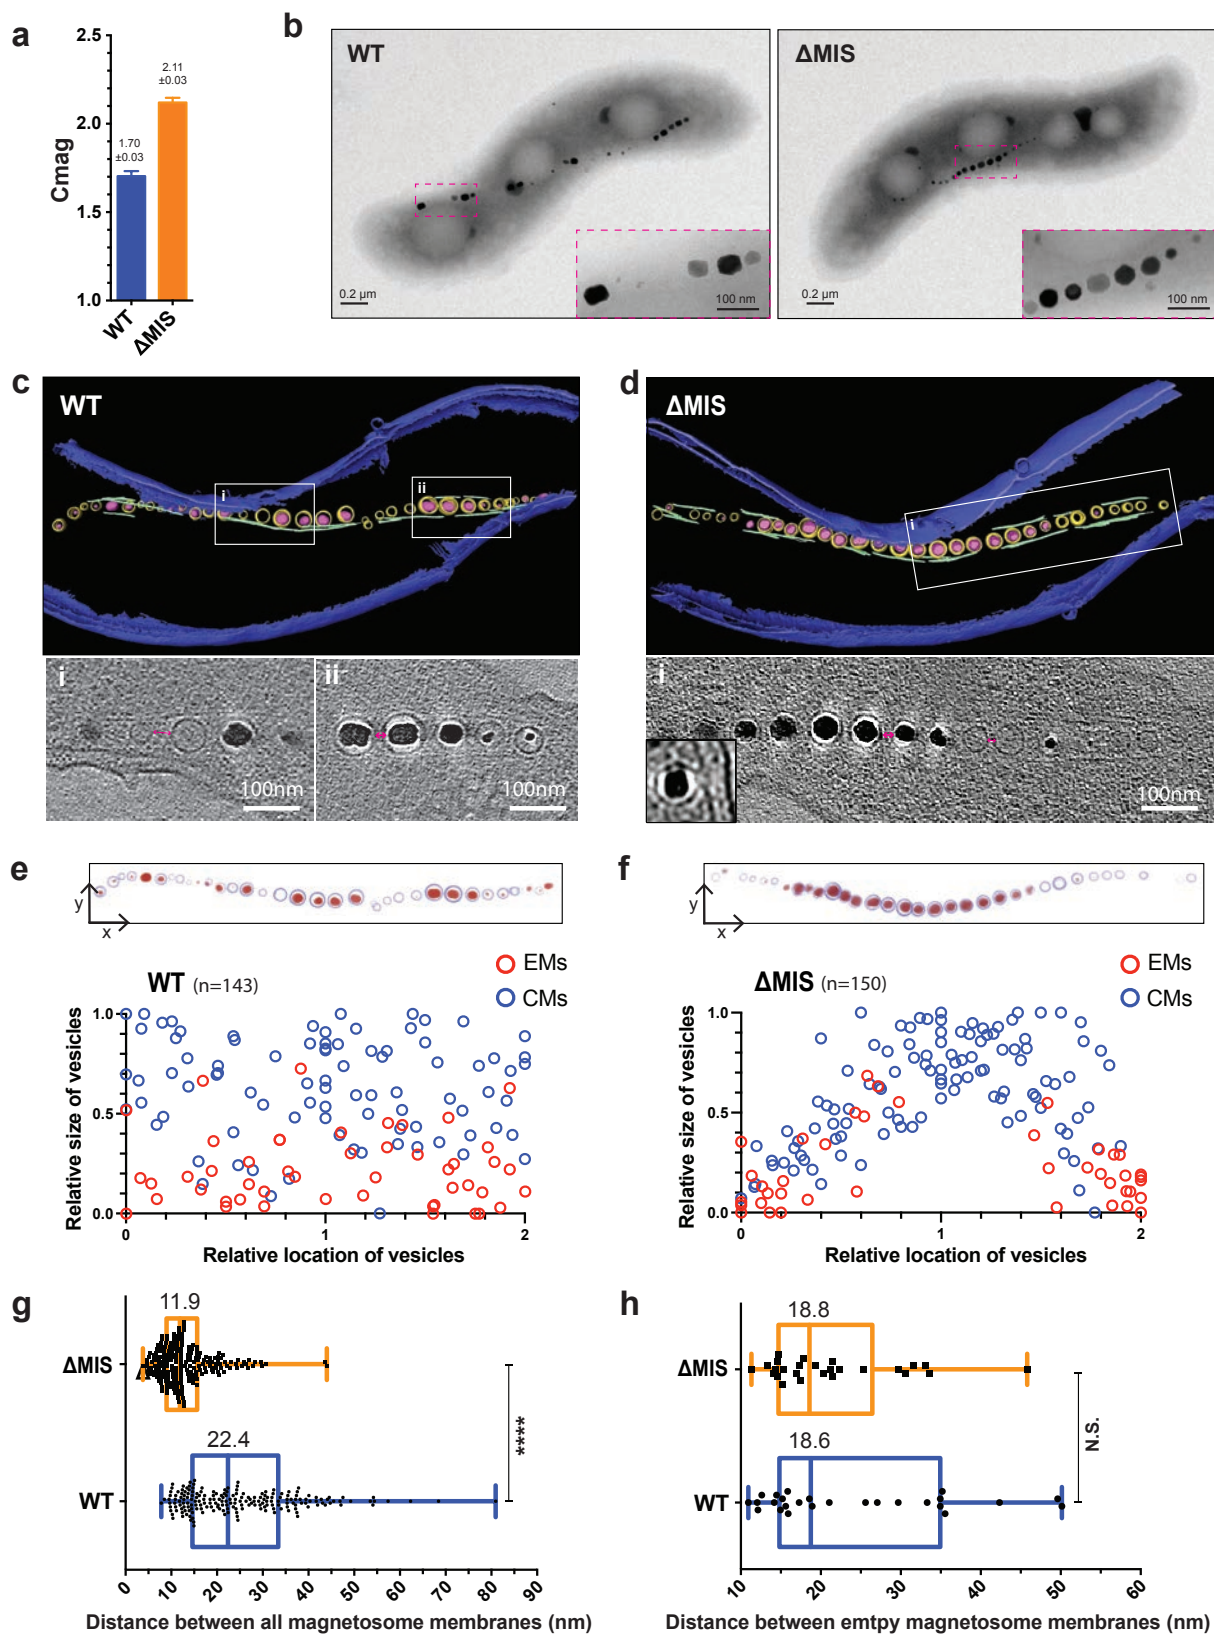 a
2.5
2.0
1.5
1.0
Cmag
1.70
±0.03
2.11
±0.03
WT
ΔMIS
b
WT
0.2 μm
100 nm
ΔMIS
0.2 μm
100 nm
c
WT
i
ii
i
100nm
ii
100nm
d
ΔMIS
i
i
100nm
e
y
x
EMs
CMs
WT (n=143)
Relative size of vesicles
1.0
0.5
0.0
0
1
2
Relative location of vesicles
f
y
x
EMs
CMs
ΔMIS (n=150)
Relative size of vesicles
1.0
0.5
0.0
0
1
2
Relative location of vesicles
g
11.9
ΔMIS
22.4
WT
****
0 10 20 30 40 50 60 70 80 90
Distance between all magnetosome membranes (nm)
h
18.8
ΔMIS
18.6
WT
N.S.
10 20 30 40 50 60
Distance between emtpy magnetosome membranes (nm)